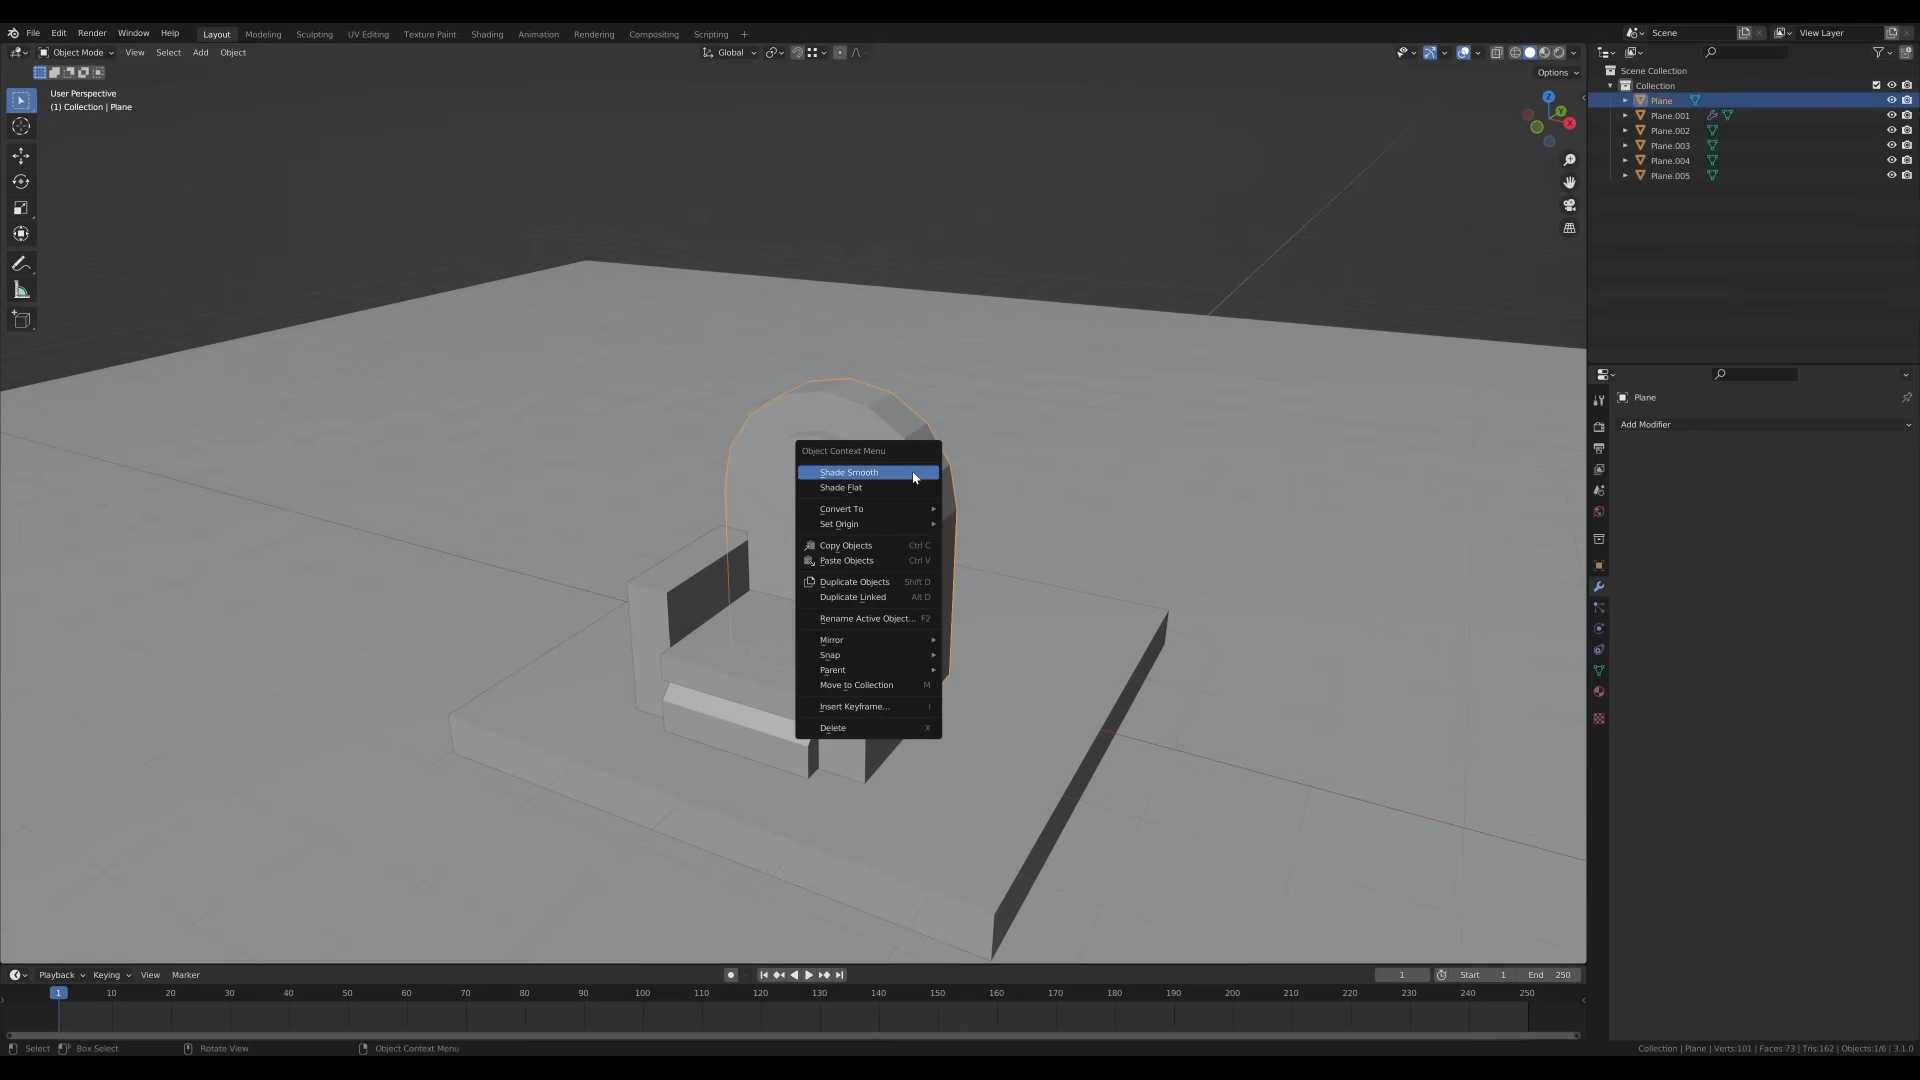 File Edit Render Window Help Layout Modeling Sculpting UV Editing Texture Paint Shading Animation Rendering Compositing Scripting + Scene View Layer
Object Mode View Select Add Object Global
Options
User Perspective
(1) Collection | Plane
Z
Y
X
Scene Collection
Collection
Plane
Plane.001
Plane.002
Plane.003
Plane.004
Plane.005
Plane
Add Modifier
Object Context Menu
Shade Smooth
Shade Flat
Convert To
Set Origin
Copy Objects Ctrl C
Paste Objects Ctrl V
Duplicate Objects Shift D
Duplicate Linked Alt D
Rename Active Object... F2
Mirror
Snap
Parent
Move to Collection M
Insert Keyframe... I
Delete X
Playback Keying View Marker 1 Start 1 End 250
1 10 20 30 40 50 60 70 80 90 100 110 120 130 140 150 160 170 180 190 200 210 220 230 240 250
Select Box Select Rotate View Object Context Menu Collection | Plane | Verts:101 | Faces:73 | Tris:162 | Objects:1/6 | 3.1.0